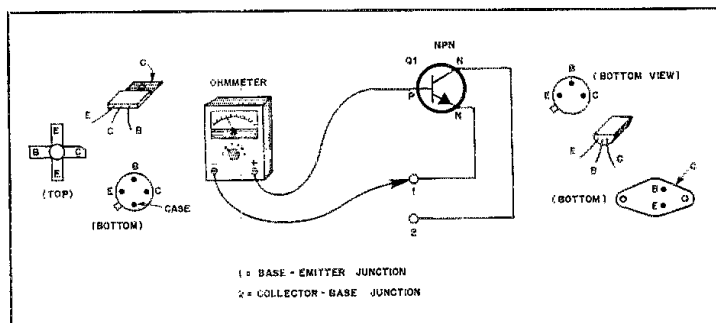 NPN
Q1
N
P
N
OHMMETER
- +
1
2
C
E
C
B
E
B
C
E
(TOP)
B
E
C
CASE
(BOTTOM)
B
E
C
(BOTTOM VIEW)
E
B
C
C
B
E
(BOTTOM)
1 = BASE - EMITTER JUNCTION
2 = COLLECTOR - BASE JUNCTION